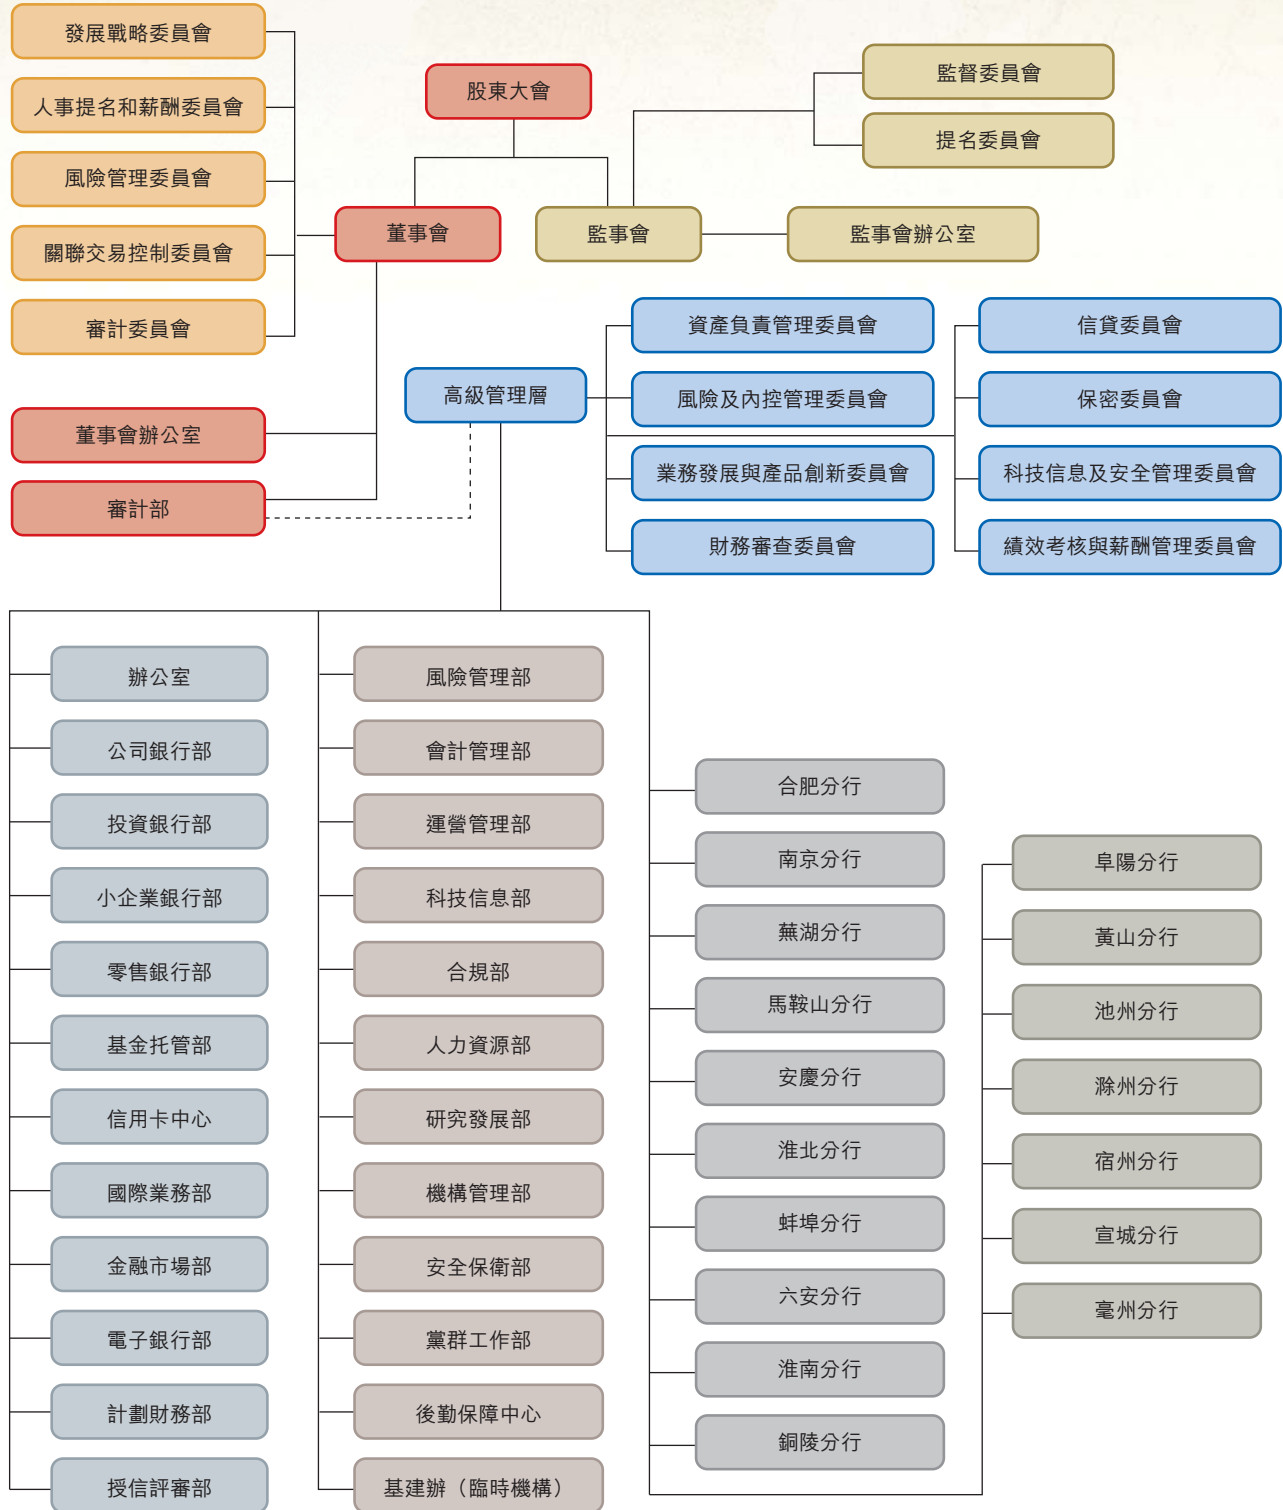 發展戰略委員會
人事提名和薪酬委員會
風險管理委員會
關聯交易控制委員會
審計委員會
股東大會
董事會
監事會
監督委員會
提名委員會
監事會辦公室
董事會辦公室
審計部
高級管理層
資產負責管理委員會
風險及內控管理委員會
業務發展與產品創新委員會
財務審查委員會
信貸委員會
保密委員會
科技信息及安全管理委員會
績效考核與薪酬管理委員會
辦公室
公司銀行部
投資銀行部
小企業銀行部
零售銀行部
基金托管部
信用卡中心
國際業務部
金融市場部
電子銀行部
計劃財務部
授信評審部
風險管理部
會計管理部
運營管理部
科技信息部
合規部
人力資源部
研究發展部
機構管理部
安全保衛部
黨群工作部
後勤保障中心
基建辦（臨時機構）
合肥分行
南京分行
蕪湖分行
馬鞍山分行
安慶分行
淮北分行
蚌埠分行
六安分行
淮南分行
銅陵分行
阜陽分行
黃山分行
池州分行
滁州分行
宿州分行
宣城分行
毫州分行